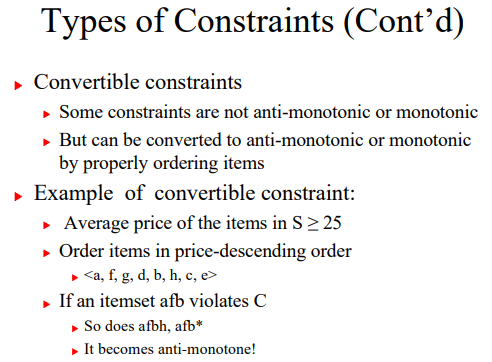 Types of Constraints (Cont’d)
Convertible constraints
Some constraints are not anti-monotonic or monotonic
But can be converted to anti-monotonic or monotonic
by properly ordering items
Example of convertible constraint:
Average price of the items in S ≥ 25
Order items in price-descending order
<a, f, g, d, b, h, c, e>
If an itemset afb violates C
So does afbh, afb*
It becomes anti-monotone!